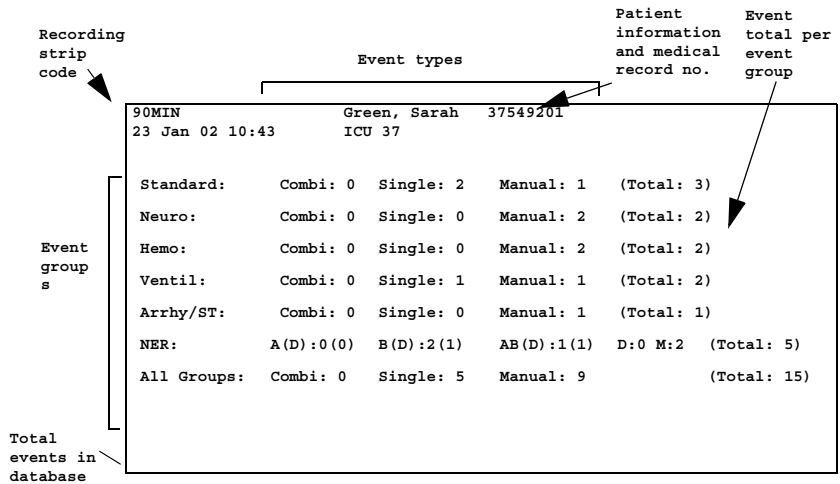 Recording
strip
code
Event types
Patient
information
and medical
record no.
Event
total per
event
group
90MIN Green, Sarah 37549201
23 Jan 02 10:43 ICU 37
Event
group
s
Standard: Combi: 0 Single: 2 Manual: 1 (Total: 3)
Neuro: Combi: 0 Single: 0 Manual: 2 (Total: 2)
Hemo: Combi: 0 Single: 0 Manual: 2 (Total: 2)
Ventil: Combi: 0 Single: 1 Manual: 1 (Total: 2)
Arrhy/ST: Combi: 0 Single: 0 Manual: 1 (Total: 1)
NER: A(D):0(0) B(D):2(1) AB(D):1(1) D:0 M:2 (Total: 5)
All Groups: Combi: 0 Single: 5 Manual: 9 (Total: 15)
Total
events in
database